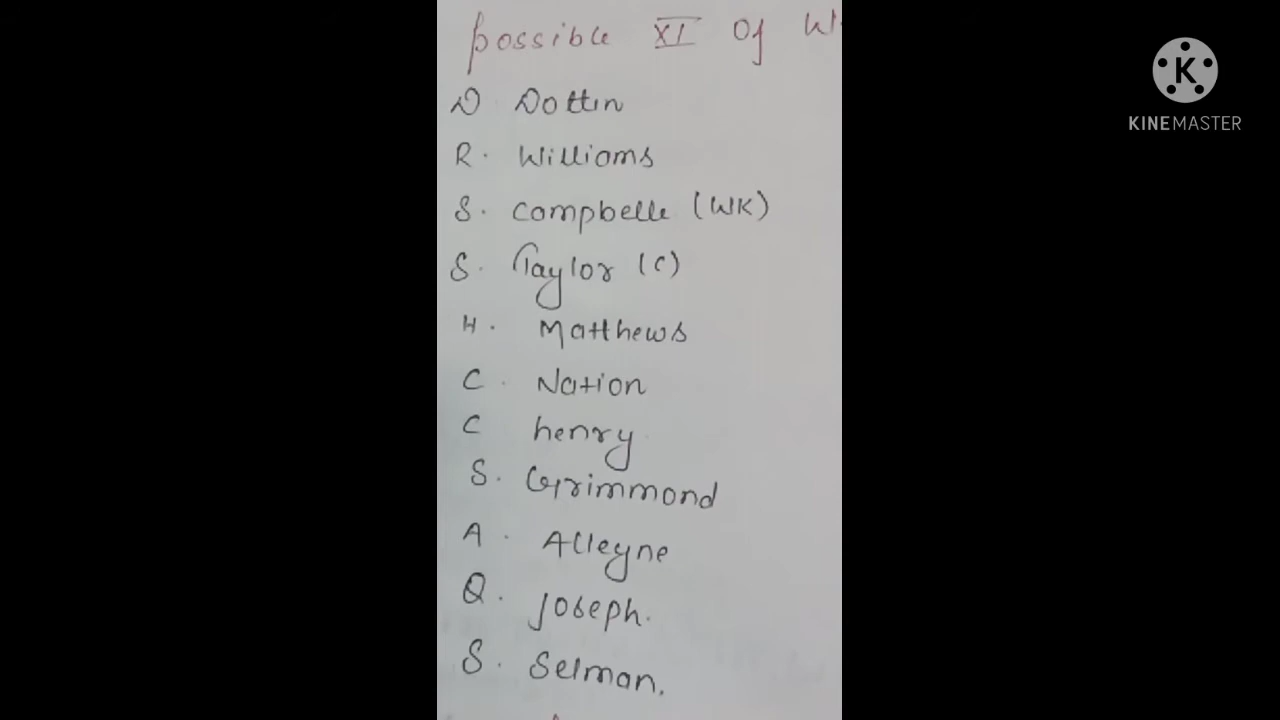 possible XI Of W
D Dottin
R. Williams
S. Campbelle (WK)
S. Taylor (C)
H. Matthews
C. Nation
C henry
S. Grimmond
A. Alleyne
Q. Joseph.
S. Selman.
K
KINEMASTER